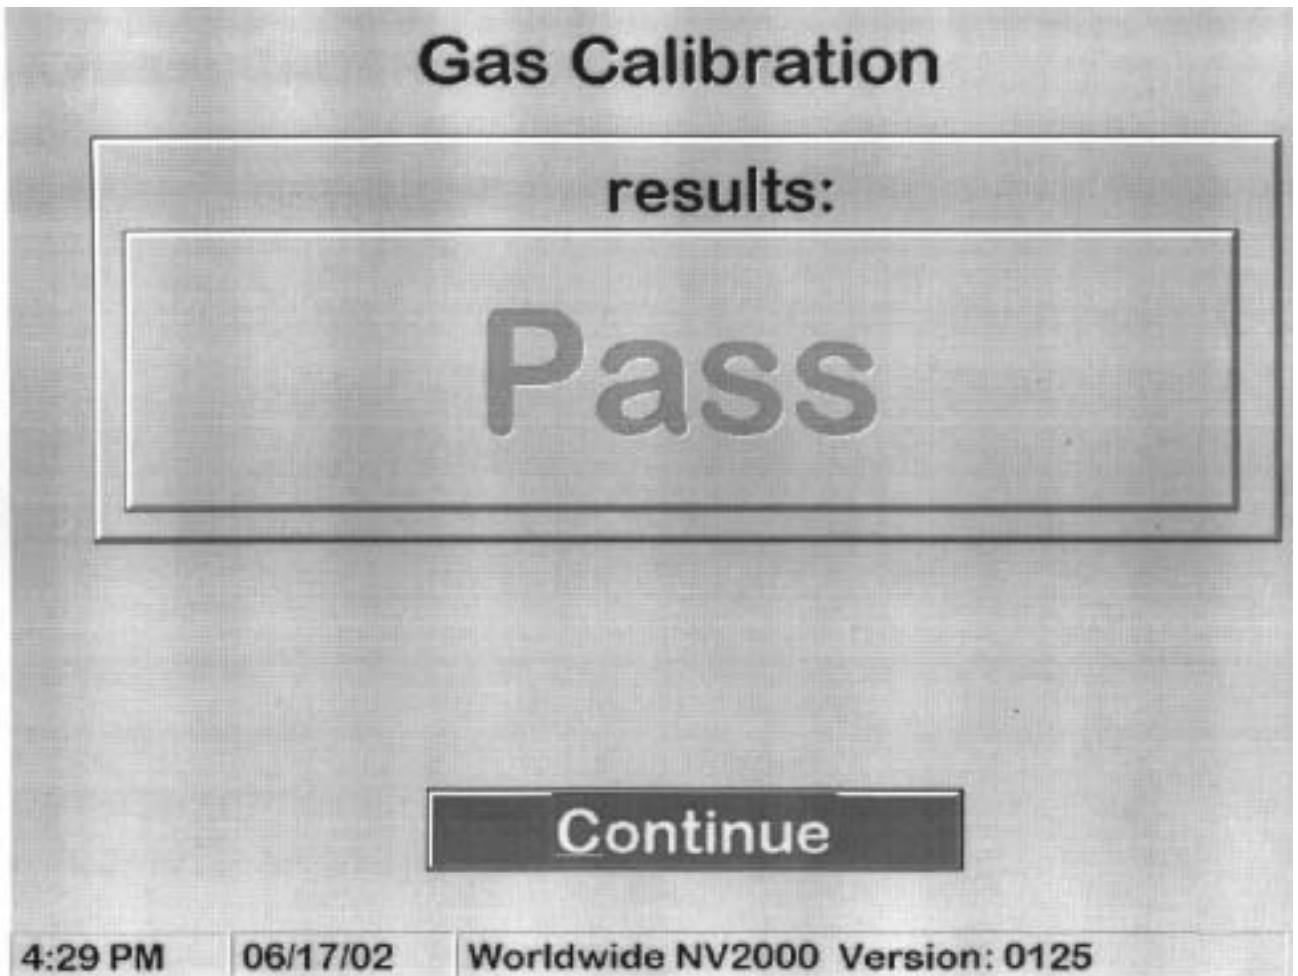 Gas Calibration
results:
Pass
Continue
4:29 PM 06/17/02 Worldwide NV2000 Version: 0125